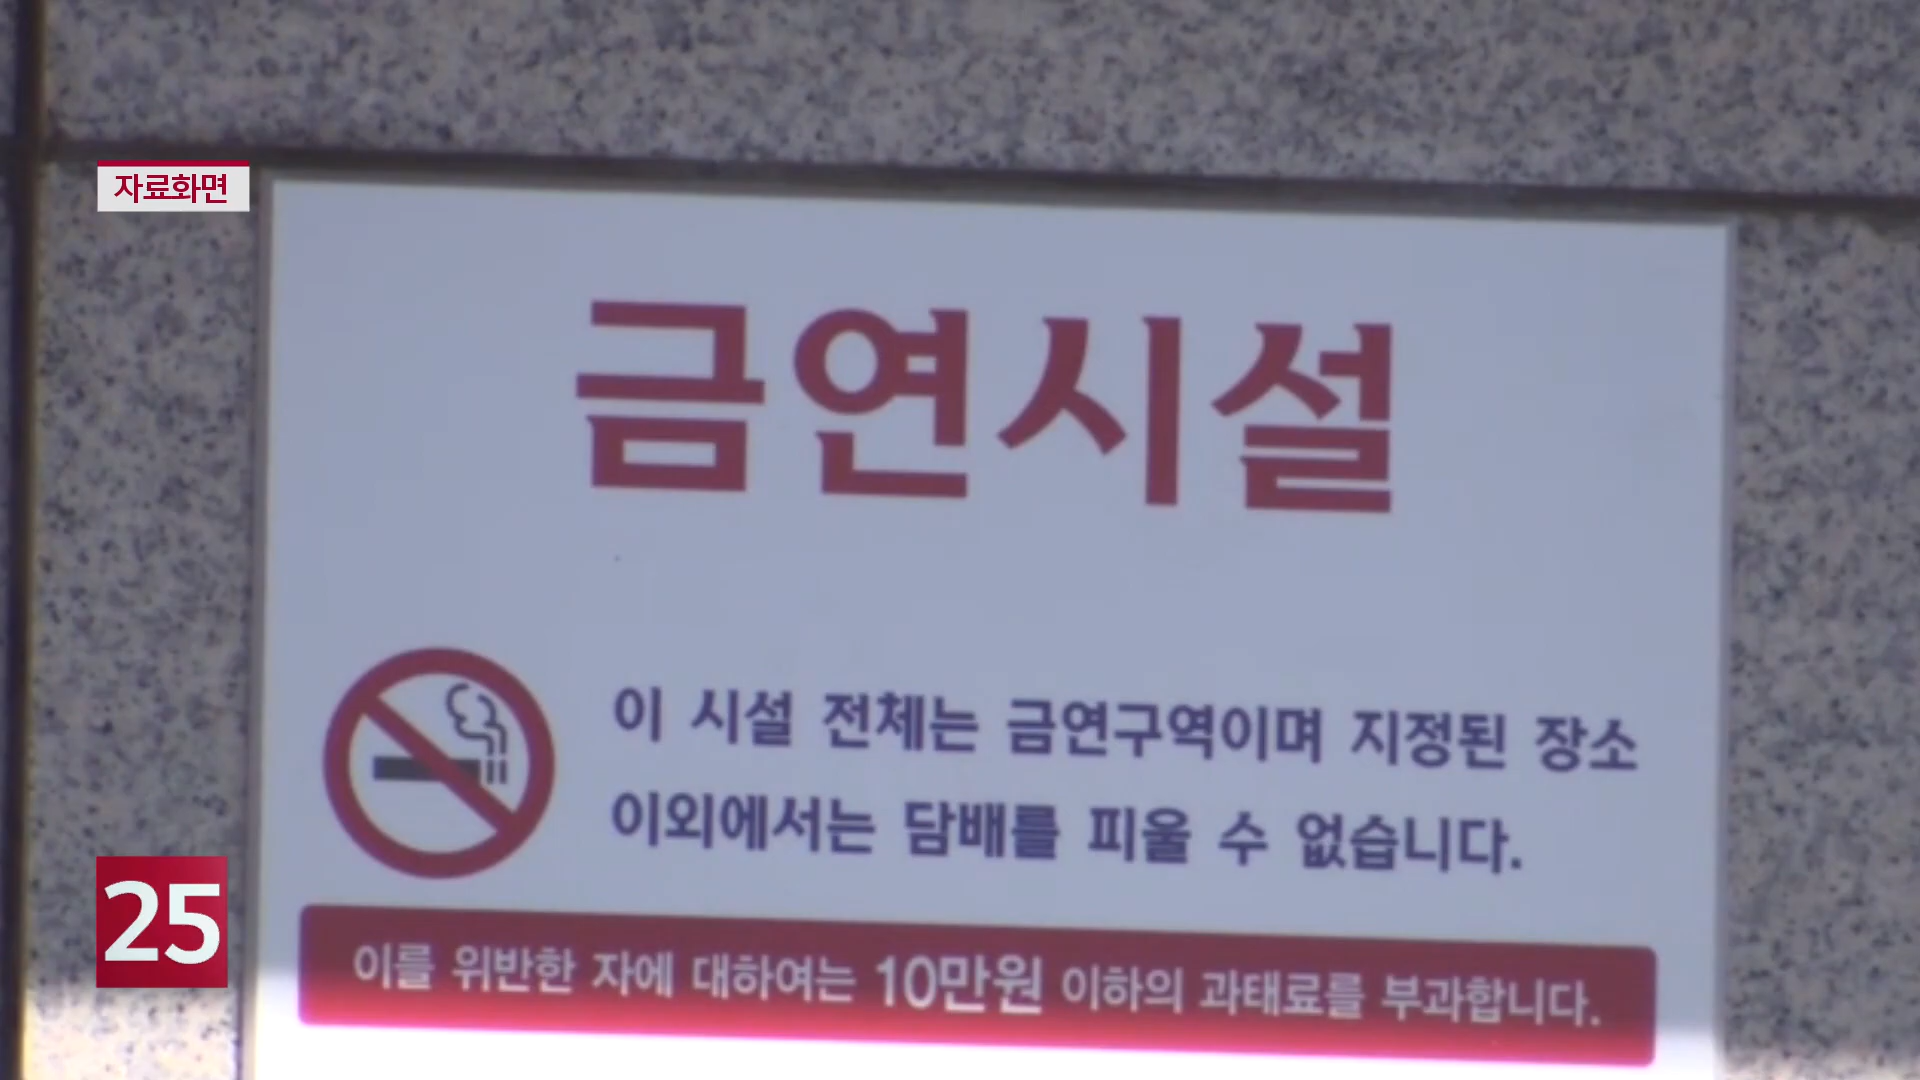 자료화면
금연시설
이 시설 전체는 금연구역이며 지정된 장소
이외에서는 담배를 피울 수 없습니다.
25
이를 위반한 자에 대하여는 10만원 이하의 과태료를 부과합니다.